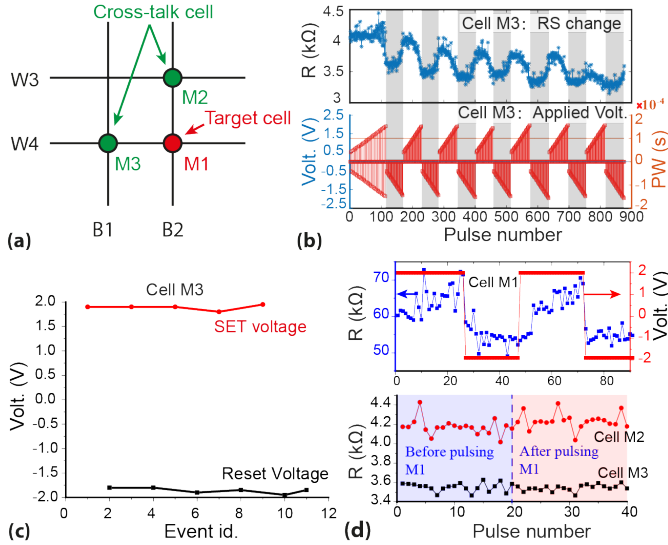 (a)
Cross-talk cell
W3
M2
Target cell
W4
M3
M1
B1
B2
(b)
Cell M3: RS change
R (kΩ)
4.5
4
3.5
3
Cell M3: Applied Volt.
×10⁴
Volt. (V)
2.5
1.5
0.5
-0.5
-1.5
-2.5
PW (s)
2
1
0
-1
-2
0 100 200 300 400 500 600 700 800 900
Pulse number
(c)
Cell M3
SET voltage
Volt. (V)
2.0
1.5
1.0
0.5
0.0
-0.5
-1.0
-1.5
-2.0
Reset Voltage
0 2 4 6 8 10 12
Event id.
(d)
Cell M1
R (kΩ)
70
60
50
Volt. (V)
2
1
0
-1
-2
0 20 40 60 80
R (kΩ)
4.4
4.2
4.0
3.8
3.6
3.4
Cell M2
Before pulsing
M1
After pulsing
M1
Cell M3
0 10 20 30 40
Pulse number